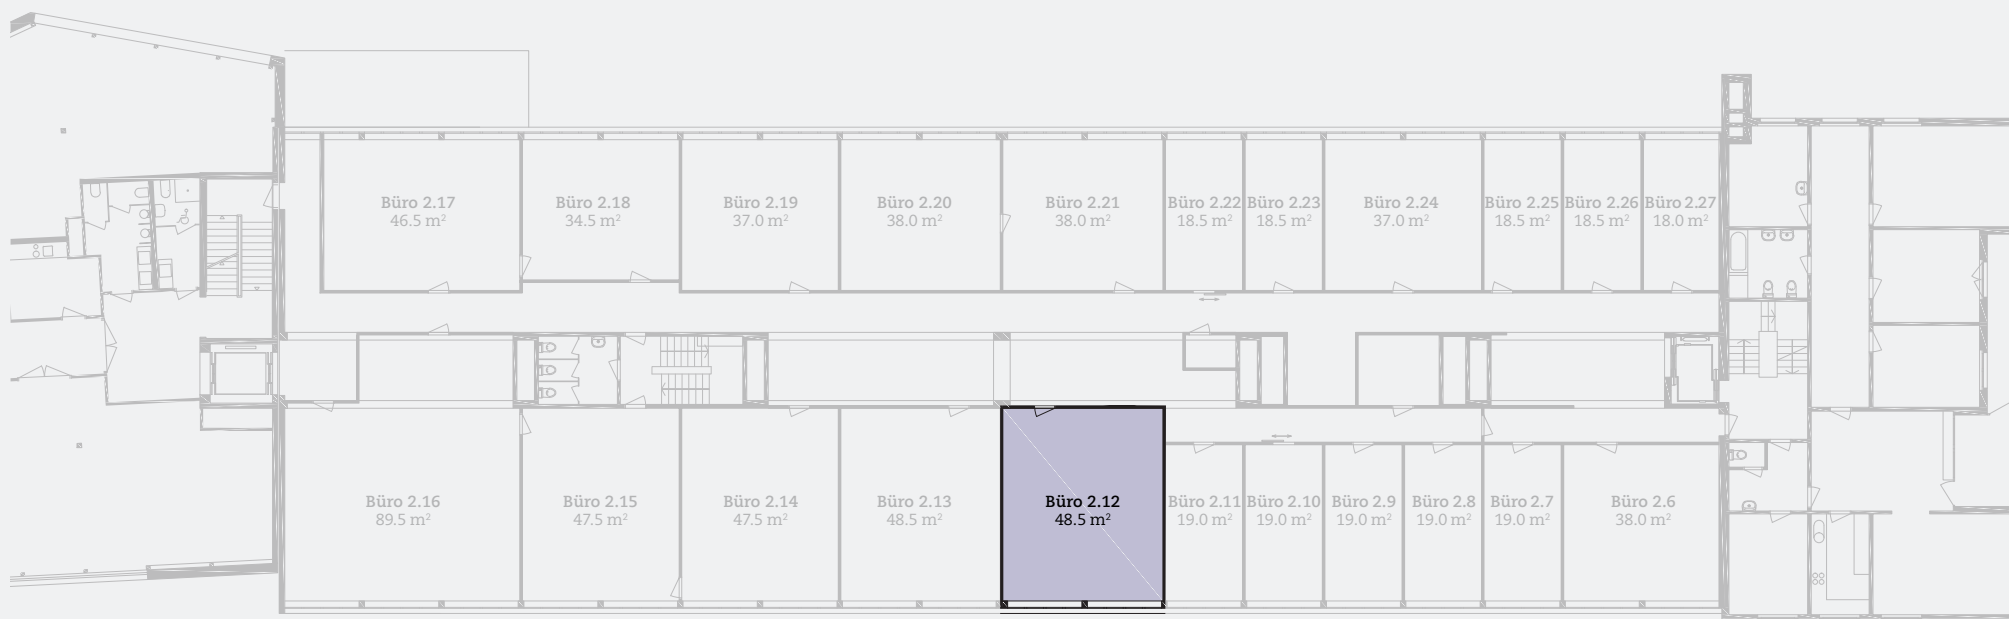 Büro 2.17
46.5 m²
Büro 2.18
34.5 m²
Büro 2.19
37.0 m²
Büro 2.20
38.0 m²
Büro 2.21
38.0 m²
Büro 2.22
18.5 m²
Büro 2.23
18.5 m²
Büro 2.24
37.0 m²
Büro 2.25
18.5 m²
Büro 2.26
18.5 m²
Büro 2.27
18.0 m²
Büro 2.16
89.5 m²
Büro 2.15
47.5 m²
Büro 2.14
47.5 m²
Büro 2.13
48.5 m²
Büro 2.12
48.5 m²
Büro 2.11
19.0 m²
Büro 2.10
19.0 m²
Büro 2.9
19.0 m²
Büro 2.8
19.0 m²
Büro 2.7
19.0 m²
Büro 2.6
38.0 m²